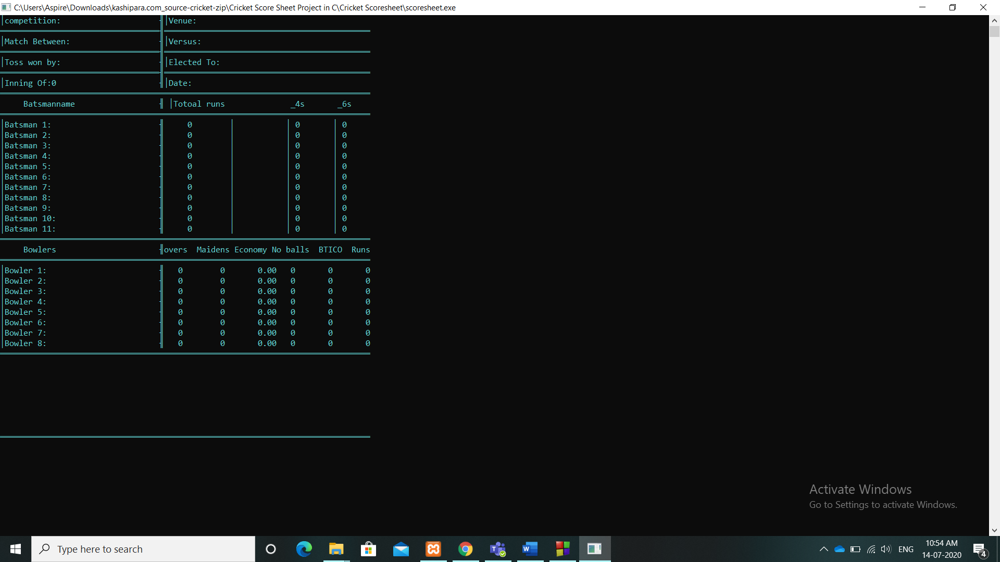 C:\Users\Aspire\Downloads\kashipara.com_source-cricket-zip\Cricket Score Sheet Project in C\Cricket Scoresheet\scoresheet.exe
competition: Venue:
Match Between: Versus:
Toss won by: Elected To:
Inning Of:0 Date:
Batsmanname Totoal runs _4s _6s
Batsman 1: 0 0 0
Batsman 2: 0 0 0
Batsman 3: 0 0 0
Batsman 4: 0 0 0
Batsman 5: 0 0 0
Batsman 6: 0 0 0
Batsman 7: 0 0 0
Batsman 8: 0 0 0
Batsman 9: 0 0 0
Batsman 10: 0 0 0
Batsman 11: 0 0 0
Bowlers overs Maidens Economy No balls BTICO Runs
Bowler 1: 0 0 0.00 0 0 0
Bowler 2: 0 0 0.00 0 0 0
Bowler 3: 0 0 0.00 0 0 0
Bowler 4: 0 0 0.00 0 0 0
Bowler 5: 0 0 0.00 0 0 0
Bowler 6: 0 0 0.00 0 0 0
Bowler 7: 0 0 0.00 0 0 0
Bowler 8: 0 0 0.00 0 0 0
Activate Windows
Go to Settings to activate Windows.
Type here to search
ENG
10:54 AM
14-07-2020
4